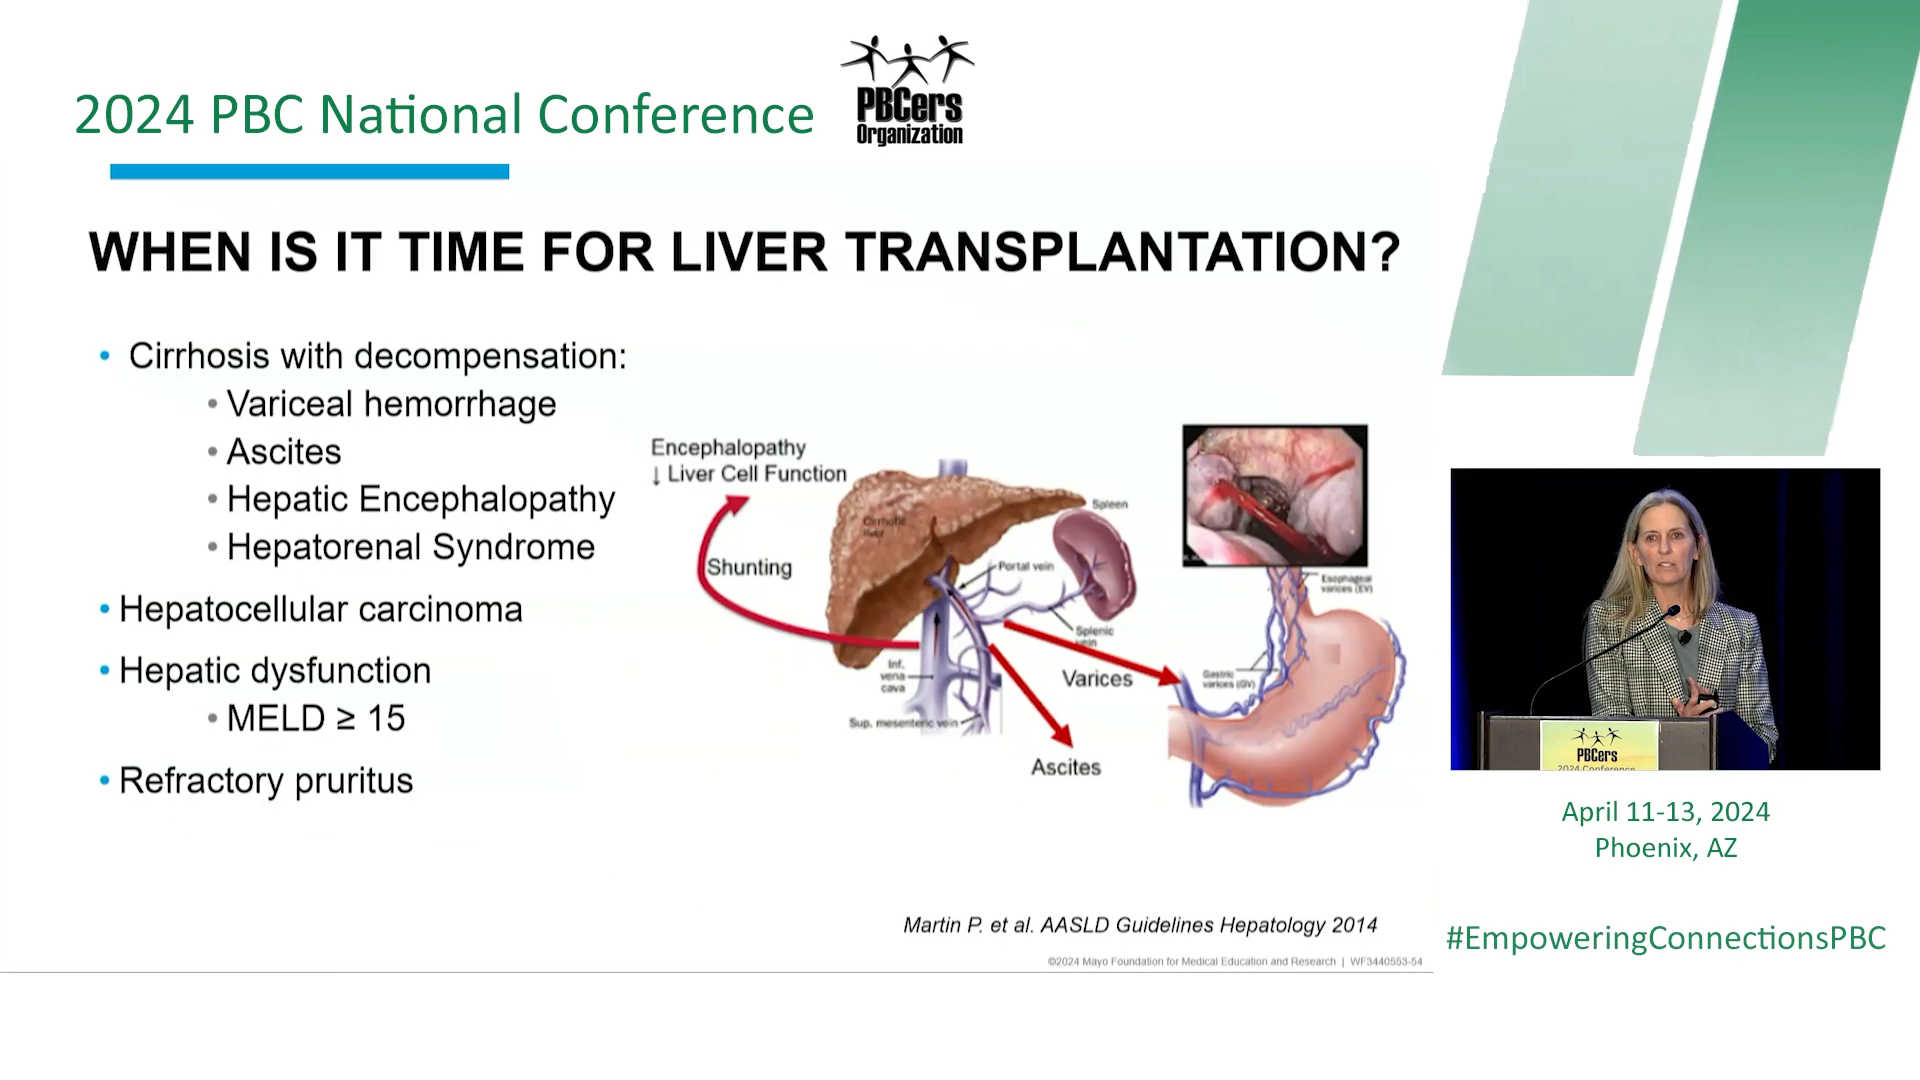 2024 PBC National Conference
PBCers
Organization
WHEN IS IT TIME FOR LIVER TRANSPLANTATION?
• Cirrhosis with decompensation:
• Variceal hemorrhage
• Ascites
• Hepatic Encephalopathy
• Hepatorenal Syndrome
• Hepatocellular carcinoma
• Hepatic dysfunction
• MELD ≥ 15
• Refractory pruritus
Encephalopathy
↓ Liver Cell Function
Shunting
Cirrhotic
liver
Spleen
Portal vein
Splenic
vein
Inf.
vena
cava
Sup. mesenteric vein
Varices
Ascites
Esophageal
varices (EV)
Gastric
varices (GV)
Martin P. et al. AASLD Guidelines Hepatology 2014
©2024 Mayo Foundation for Medical Education and Research | WF3440553-54
PBCers
2024 Conference
April 11-13, 2024
Phoenix, AZ
#EmpoweringConnectionsPBC